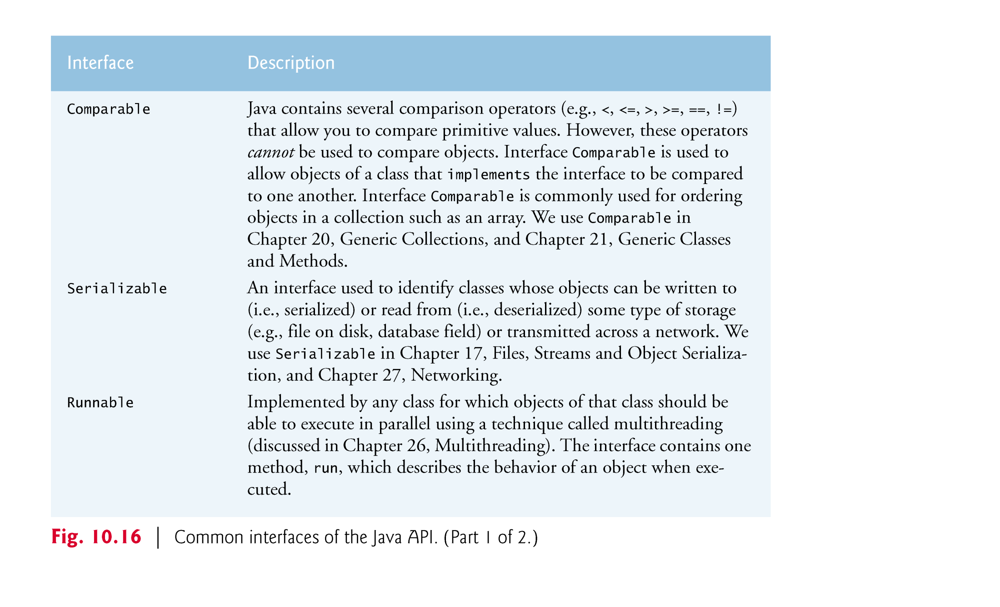 Interface Description
Comparable Java contains several comparison operators (e.g., <, <=, >, >=, ==, !=)
that allow you to compare primitive values. However, these operators
cannot be used to compare objects. Interface Comparable is used to
allow objects of a class that implements the interface to be compared
to one another. Interface Comparable is commonly used for ordering
objects in a collection such as an array. We use Comparable in
Chapter 20, Generic Collections, and Chapter 21, Generic Classes
and Methods.
Serializable An interface used to identify classes whose objects can be written to
(i.e., serialized) or read from (i.e., deserialized) some type of storage
(e.g., file on disk, database field) or transmitted across a network. We
use Serializable in Chapter 17, Files, Streams and Object Serializa-
tion, and Chapter 27, Networking.
Runnable Implemented by any class for which objects of that class should be
able to execute in parallel using a technique called multithreading
(discussed in Chapter 26, Multithreading). The interface contains one
method, run, which describes the behavior of an object when exe-
cuted.
Fig. 10.16 | Common interfaces of the Java API. (Part 1 of 2.)